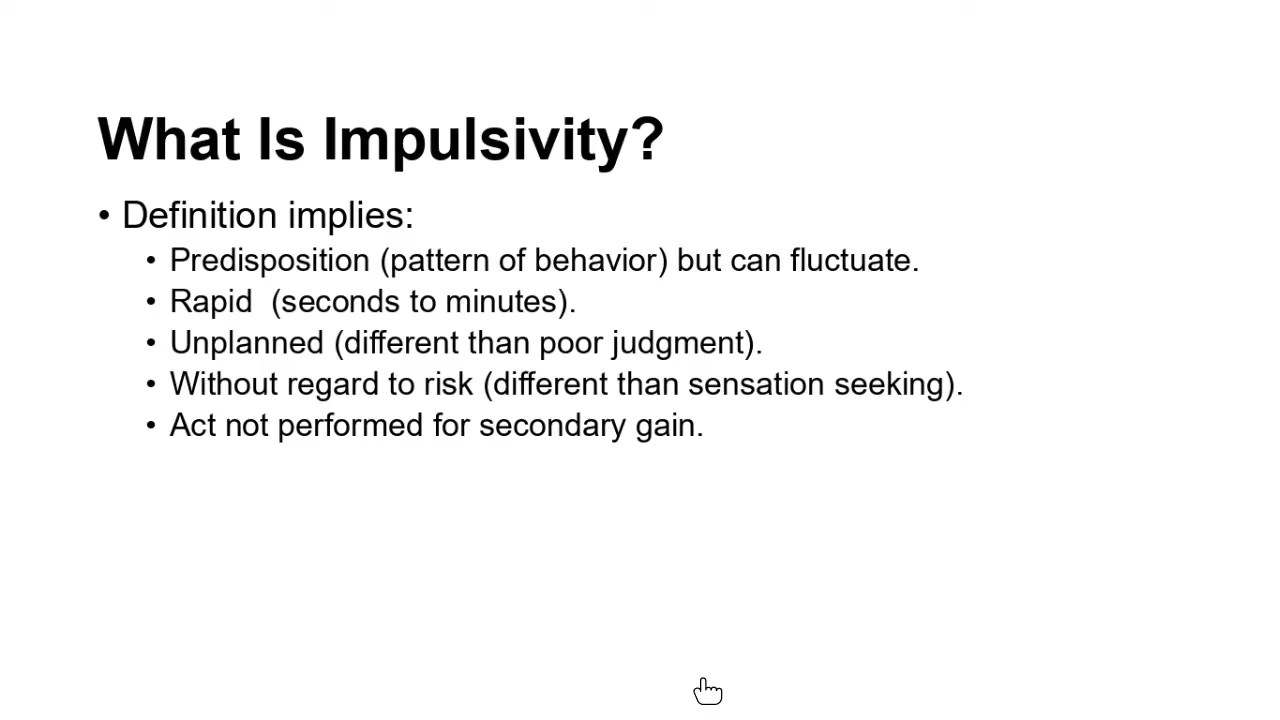 What Is Impulsivity?
• Definition implies:
• Predisposition (pattern of behavior) but can fluctuate.
• Rapid  (seconds to minutes).
• Unplanned (different than poor judgment).
• Without regard to risk (different than sensation seeking).
• Act not performed for secondary gain.